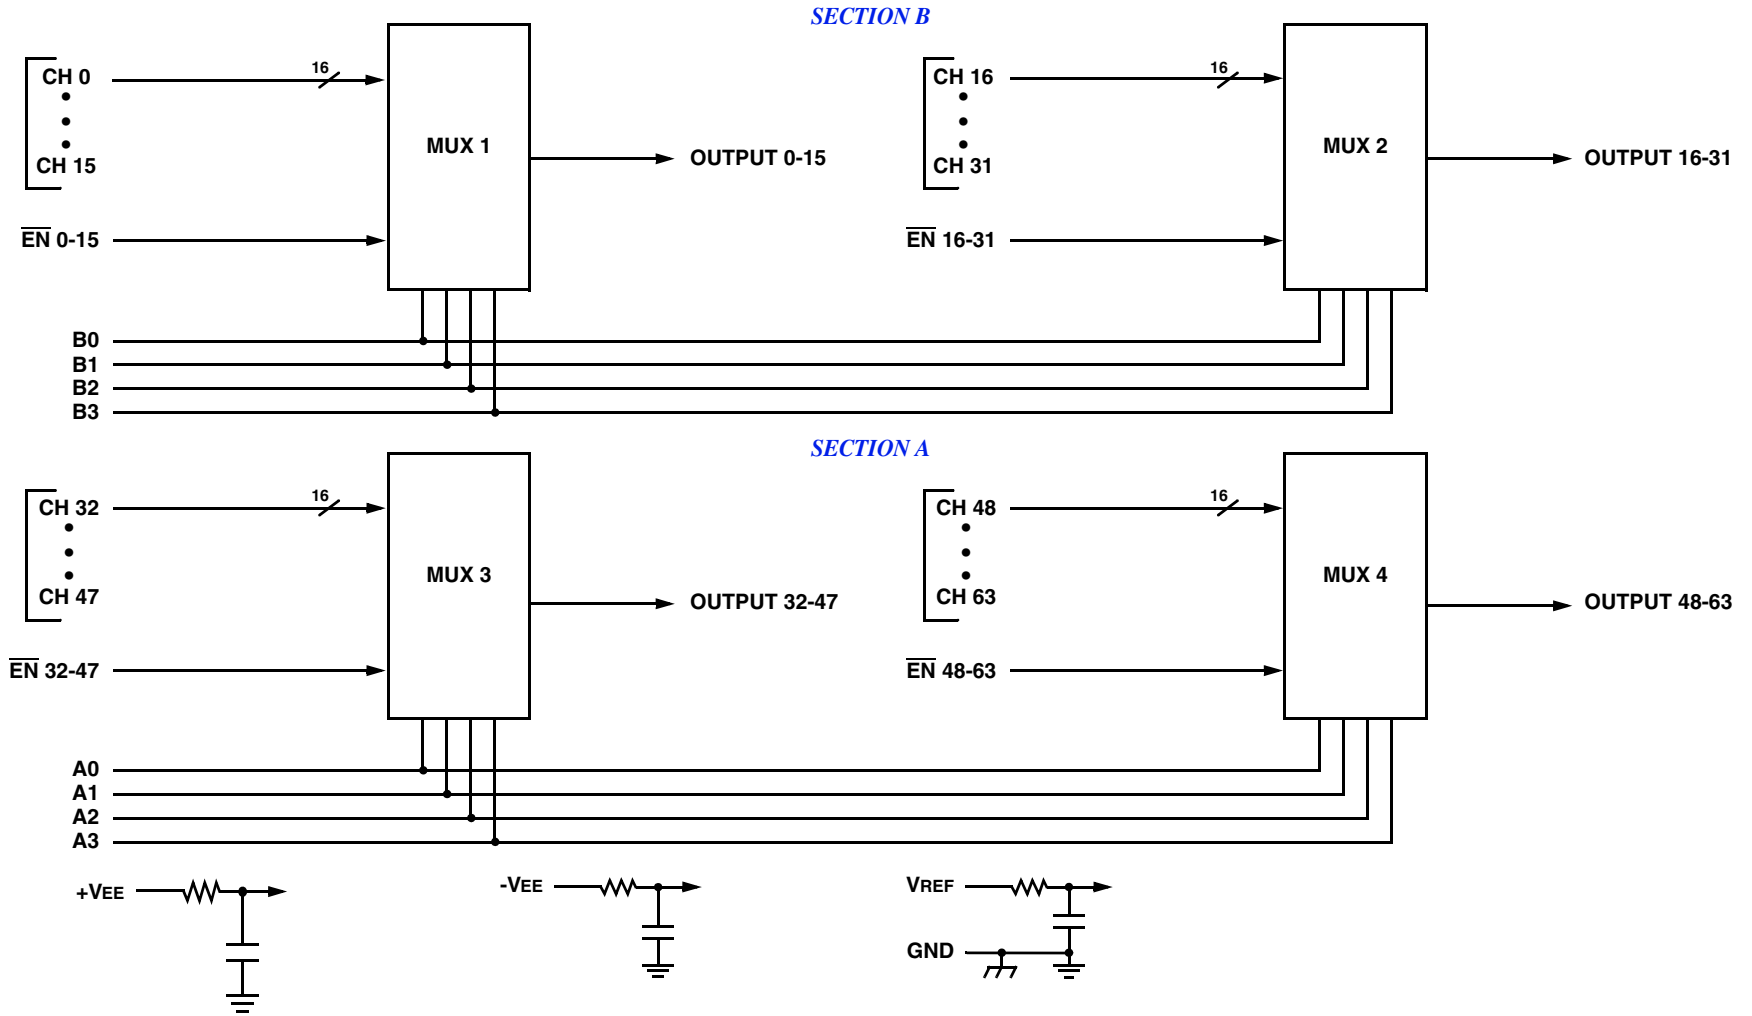 SECTION B
CH 0
16
CH 15
MUX 1
OUTPUT 0-15
EN 0-15
CH 16
16
CH 31
MUX 2
OUTPUT 16-31
EN 16-31
B0
B1
B2
B3
SECTION A
CH 32
16
CH 47
MUX 3
OUTPUT 32-47
EN 32-47
CH 48
16
CH 63
MUX 4
OUTPUT 48-63
EN 48-63
A0
A1
A2
A3
+VEE
-VEE
VREF
GND